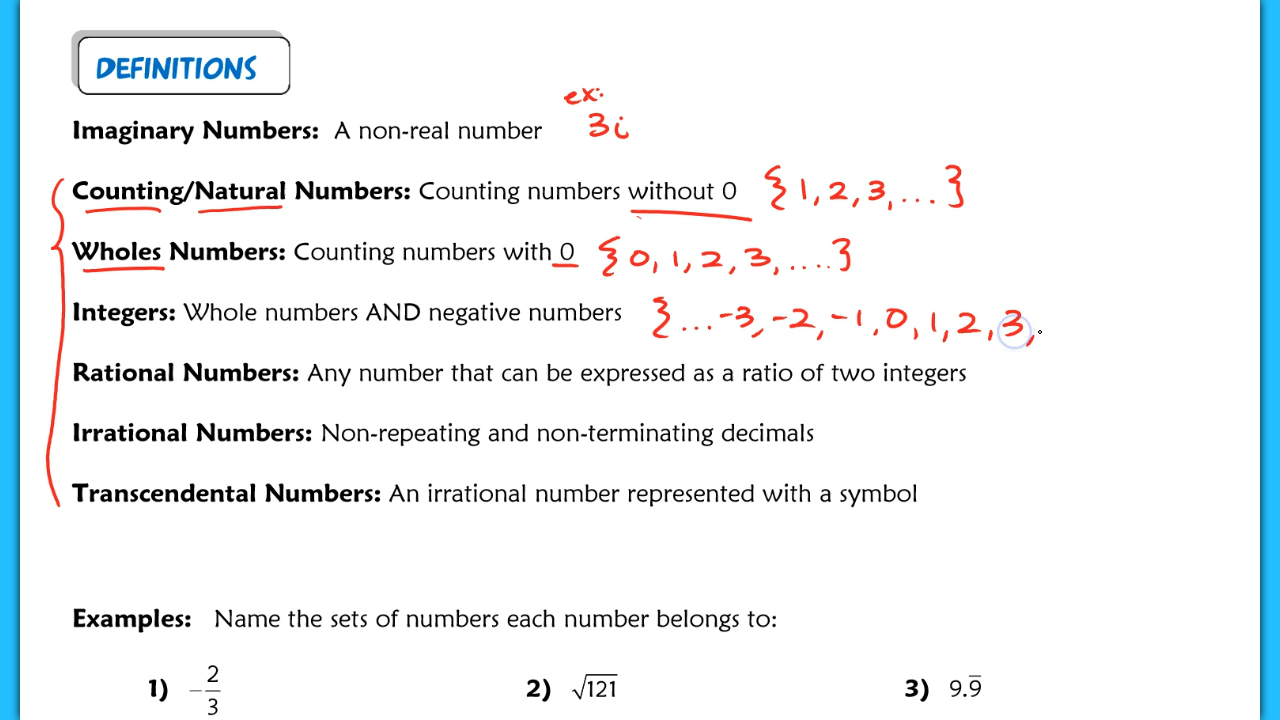 DEFINITIONS
ex:
Imaginary Numbers: A non-real number 3i
Counting/Natural Numbers: Counting numbers without 0 {1, 2, 3, ...}
Wholes Numbers: Counting numbers with 0 {0, 1, 2, 3, ....}
Integers: Whole numbers AND negative numbers {...-3, -2, -1, 0, 1, 2, 3,
Rational Numbers: Any number that can be expressed as a ratio of two integers
Irrational Numbers: Non-repeating and non-terminating decimals
Transcendental Numbers: An irrational number represented with a symbol
Examples: Name the sets of numbers each number belongs to:
1) -2/3 2) √121 3) 9.9̅